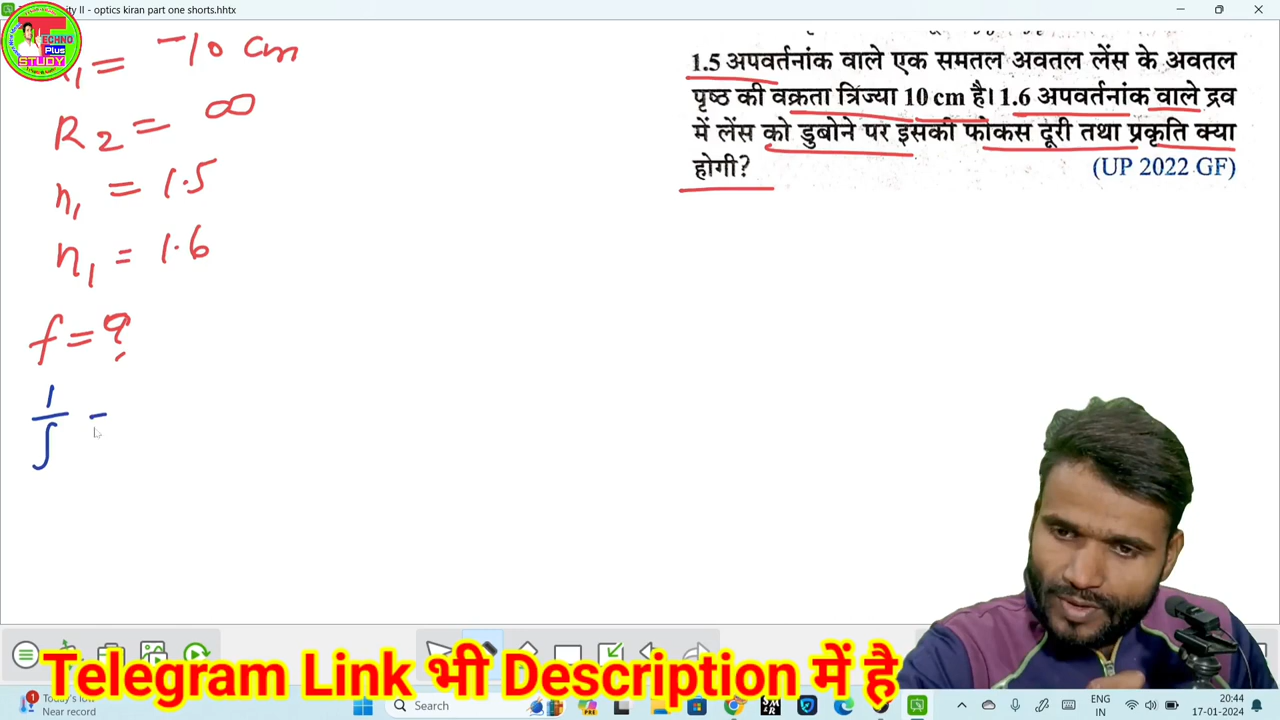 ity II - optics kiran part one shorts.hhtx
TECHNO
Plus
STUDY
1 = -10 cm
R2 = ∞
n1 = 1.5
n1 = 1.6
f = ?
1/f -
1.5 अपवर्तनांक वाले एक समतल अवतल लेंस के अवतल
पृष्ठ की वक्रता त्रिज्या 10 cm है। 1.6 अपवर्तनांक वाले द्रव
में लेंस को डुबोने पर इसकी फोकस दूरी तथा प्रकृति क्या
होगी?
(UP 2022 GF)
Telegram Link भी Description में है
1
Today's low
Near record
Search
ENG
IN
20:44
17-01-2024